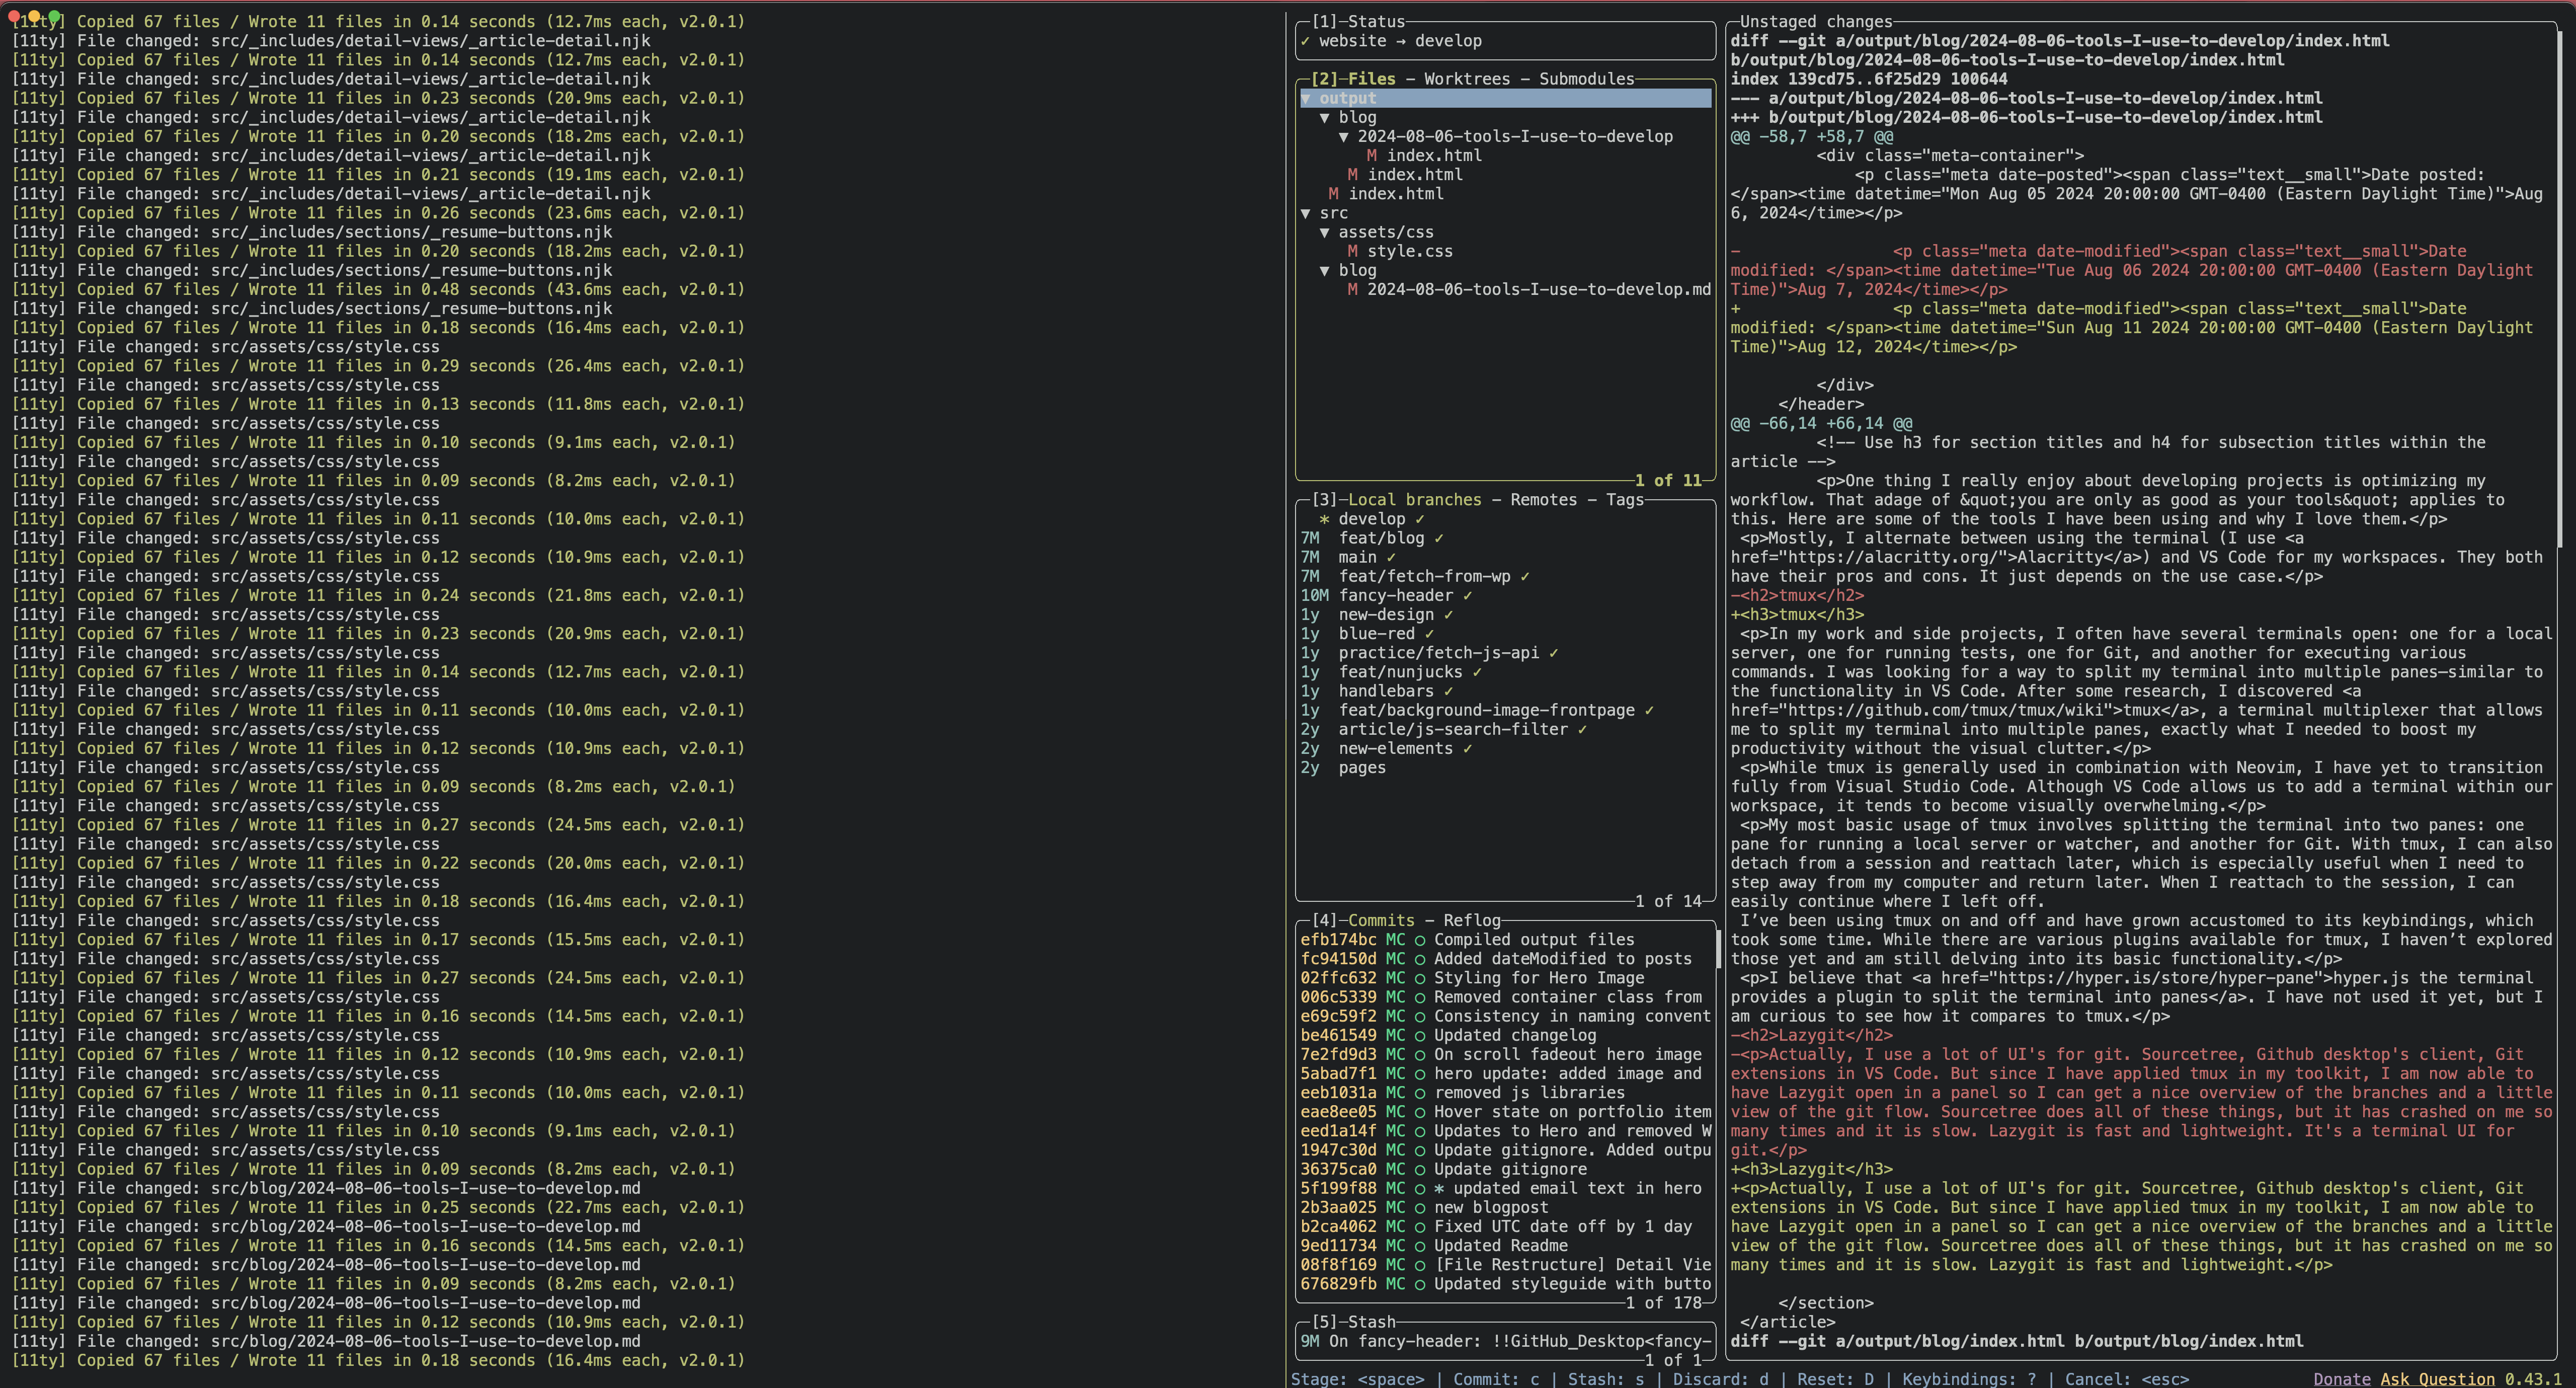 [11ty] Copied 67 files / Wrote 11 files in 0.14 seconds (12.7ms each, v2.0.1)
[11ty] File changed: src/_includes/detail-views/_article-detail.njk
[11ty] Copied 67 files / Wrote 11 files in 0.14 seconds (12.7ms each, v2.0.1)
[11ty] File changed: src/_includes/detail-views/_article-detail.njk
[11ty] Copied 67 files / Wrote 11 files in 0.23 seconds (20.9ms each, v2.0.1)
[11ty] File changed: src/_includes/detail-views/_article-detail.njk
[11ty] Copied 67 files / Wrote 11 files in 0.20 seconds (18.2ms each, v2.0.1)
[11ty] File changed: src/_includes/detail-views/_article-detail.njk
[11ty] Copied 67 files / Wrote 11 files in 0.21 seconds (19.1ms each, v2.0.1)
[11ty] File changed: src/_includes/detail-views/_article-detail.njk
[11ty] Copied 67 files / Wrote 11 files in 0.26 seconds (23.6ms each, v2.0.1)
[11ty] File changed: src/_includes/sections/_resume-buttons.njk
[11ty] Copied 67 files / Wrote 11 files in 0.20 seconds (18.2ms each, v2.0.1)
[11ty] File changed: src/_includes/sections/_resume-buttons.njk
[11ty] Copied 67 files / Wrote 11 files in 0.48 seconds (43.6ms each, v2.0.1)
[11ty] File changed: src/_includes/sections/_resume-buttons.njk
[11ty] Copied 67 files / Wrote 11 files in 0.18 seconds (16.4ms each, v2.0.1)
[11ty] File changed: src/assets/css/style.css
[11ty] Copied 67 files / Wrote 11 files in 0.29 seconds (26.4ms each, v2.0.1)
[11ty] File changed: src/assets/css/style.css
[11ty] Copied 67 files / Wrote 11 files in 0.13 seconds (11.8ms each, v2.0.1)
[11ty] File changed: src/assets/css/style.css
[11ty] Copied 67 files / Wrote 11 files in 0.10 seconds (9.1ms each, v2.0.1)
[11ty] File changed: src/assets/css/style.css
[11ty] Copied 67 files / Wrote 11 files in 0.09 seconds (8.2ms each, v2.0.1)
[11ty] File changed: src/assets/css/style.css
[11ty] Copied 67 files / Wrote 11 files in 0.11 seconds (10.0ms each, v2.0.1)
[11ty] File changed: src/assets/css/style.css
[11ty] Copied 67 files / Wrote 11 files in 0.12 seconds (10.9ms each, v2.0.1)
[11ty] File changed: src/assets/css/style.css
[11ty] Copied 67 files / Wrote 11 files in 0.24 seconds (21.8ms each, v2.0.1)
[11ty] File changed: src/assets/css/style.css
[11ty] Copied 67 files / Wrote 11 files in 0.23 seconds (20.9ms each, v2.0.1)
[11ty] File changed: src/assets/css/style.css
[11ty] Copied 67 files / Wrote 11 files in 0.14 seconds (12.7ms each, v2.0.1)
[11ty] File changed: src/assets/css/style.css
[11ty] Copied 67 files / Wrote 11 files in 0.11 seconds (10.0ms each, v2.0.1)
[11ty] File changed: src/assets/css/style.css
[11ty] Copied 67 files / Wrote 11 files in 0.12 seconds (10.9ms each, v2.0.1)
[11ty] File changed: src/assets/css/style.css
[11ty] Copied 67 files / Wrote 11 files in 0.09 seconds (8.2ms each, v2.0.1)
[11ty] File changed: src/assets/css/style.css
[11ty] Copied 67 files / Wrote 11 files in 0.27 seconds (24.5ms each, v2.0.1)
[11ty] File changed: src/assets/css/style.css
[11ty] Copied 67 files / Wrote 11 files in 0.22 seconds (20.0ms each, v2.0.1)
[11ty] File changed: src/assets/css/style.css
[11ty] Copied 67 files / Wrote 11 files in 0.18 seconds (16.4ms each, v2.0.1)
[11ty] File changed: src/assets/css/style.css
[11ty] Copied 67 files / Wrote 11 files in 0.17 seconds (15.5ms each, v2.0.1)
[11ty] File changed: src/assets/css/style.css
[11ty] Copied 67 files / Wrote 11 files in 0.27 seconds (24.5ms each, v2.0.1)
[11ty] File changed: src/assets/css/style.css
[11ty] Copied 67 files / Wrote 11 files in 0.16 seconds (14.5ms each, v2.0.1)
[11ty] File changed: src/assets/css/style.css
[11ty] Copied 67 files / Wrote 11 files in 0.12 seconds (10.9ms each, v2.0.1)
[11ty] File changed: src/assets/css/style.css
[11ty] Copied 67 files / Wrote 11 files in 0.11 seconds (10.0ms each, v2.0.1)
[11ty] File changed: src/assets/css/style.css
[11ty] Copied 67 files / Wrote 11 files in 0.10 seconds (9.1ms each, v2.0.1)
[11ty] File changed: src/assets/css/style.css
[11ty] Copied 67 files / Wrote 11 files in 0.09 seconds (8.2ms each, v2.0.1)
[11ty] File changed: src/blog/2024-08-06-tools-I-use-to-develop.md
[11ty] Copied 67 files / Wrote 11 files in 0.25 seconds (22.7ms each, v2.0.1)
[11ty] File changed: src/blog/2024-08-06-tools-I-use-to-develop.md
[11ty] Copied 67 files / Wrote 11 files in 0.16 seconds (14.5ms each, v2.0.1)
[11ty] File changed: src/blog/2024-08-06-tools-I-use-to-develop.md
[11ty] Copied 67 files / Wrote 11 files in 0.09 seconds (8.2ms each, v2.0.1)
[11ty] File changed: src/blog/2024-08-06-tools-I-use-to-develop.md
[11ty] Copied 67 files / Wrote 11 files in 0.12 seconds (10.9ms each, v2.0.1)
[11ty] File changed: src/blog/2024-08-06-tools-I-use-to-develop.md
[11ty] Copied 67 files / Wrote 11 files in 0.18 seconds (16.4ms each, v2.0.1)
[1]—Status
✓ website → develop
[2]—Files — Worktrees — Submodules
▼ output
▼ blog
▼ 2024-08-06-tools-I-use-to-develop
M index.html
M index.html
M index.html
▼ src
▼ assets/css
M style.css
▼ blog
M 2024-08-06-tools-I-use-to-develop.md
1 of 11
[3]—Local branches — Remotes — Tags
* develop ✓
7M feat/blog ✓
7M main ✓
7M feat/fetch-from-wp ✓
10M fancy-header ✓
1y new-design ✓
1y blue-red ✓
1y practice/fetch-js-api ✓
1y feat/nunjucks ✓
1y handlebars ✓
1y feat/background-image-frontpage ✓
2y article/js-search-filter ✓
2y new-elements ✓
2y pages
1 of 14
[4]—Commits — Reflog
efb174bc MC ○ Compiled output files
fc94150d MC ○ Added dateModified to posts
02ffc632 MC ○ Styling for Hero Image
006c5339 MC ○ Removed container class from
e69c59f2 MC ○ Consistency in naming convent
be461549 MC ○ Updated changelog
7e2fd9d3 MC ○ On scroll fadeout hero image
5abad7f1 MC ○ hero update: added image and
eeb1031a MC ○ removed js libraries
eae8ee05 MC ○ Hover state on portfolio item
eed1a14f MC ○ Updates to Hero and removed W
1947c30d MC ○ Update gitignore. Added outpu
36375ca0 MC ○ Update gitignore
5f199f88 MC ○ * updated email text in hero
2b3aa025 MC ○ new blogpost
b2ca4062 MC ○ Fixed UTC date off by 1 day
9ed11734 MC ○ Updated Readme
08f8f169 MC ○ [File Restructure] Detail Vie
676829fb MC ○ Updated styleguide with butto
1 of 178
[5]—Stash
9M On fancy-header: !!GitHub_Desktop<fancy-
1 of 1
Unstaged changes
diff --git a/output/blog/2024-08-06-tools-I-use-to-develop/index.html
b/output/blog/2024-08-06-tools-I-use-to-develop/index.html
index 139cd75..6f25d29 100644
--- a/output/blog/2024-08-06-tools-I-use-to-develop/index.html
+++ b/output/blog/2024-08-06-tools-I-use-to-develop/index.html
@@ -58,7 +58,7 @@
<div class="meta-container">
<p class="meta date-posted"><span class="text__small">Date posted:
</span><time datetime="Mon Aug 05 2024 20:00:00 GMT-0400 (Eastern Daylight Time)">Aug
6, 2024</time></p>
- <p class="meta date-modified"><span class="text__small">Date
modified: </span><time datetime="Tue Aug 06 2024 20:00:00 GMT-0400 (Eastern Daylight
Time)">Aug 7, 2024</time></p>
+ <p class="meta date-modified"><span class="text__small">Date
modified: </span><time datetime="Sun Aug 11 2024 20:00:00 GMT-0400 (Eastern Daylight
Time)">Aug 12, 2024</time></p>
</div>
</header>
@@ -66,14 +66,14 @@
<!-- Use h3 for section titles and h4 for subsection titles within the
article -->
<p>One thing I really enjoy about developing projects is optimizing my
workflow. That adage of &quot;you are only as good as your tools&quot; applies to
this. Here are some of the tools I have been using and why I love them.</p>
<p>Mostly, I alternate between using the terminal (I use <a
href="https://alacritty.org/">Alacritty</a>) and VS Code for my workspaces. They both
have their pros and cons. It just depends on the use case.</p>
-<h2>tmux</h2>
+<h3>tmux</h3>
<p>In my work and side projects, I often have several terminals open: one for a local
server, one for running tests, one for Git, and another for executing various
commands. I was looking for a way to split my terminal into multiple panes—similar to
the functionality in VS Code. After some research, I discovered <a
href="https://github.com/tmux/tmux/wiki">tmux</a>, a terminal multiplexer that allows
me to split my terminal into multiple panes, exactly what I needed to boost my
productivity without the visual clutter.</p>
<p>While tmux is generally used in combination with Neovim, I have yet to transition
fully from Visual Studio Code. Although VS Code allows us to add a terminal within our
workspace, it tends to become visually overwhelming.</p>
<p>My most basic usage of tmux involves splitting the terminal into two panes: one
pane for running a local server or watcher, and another for Git. With tmux, I can also
detach from a session and reattach later, which is especially useful when I need to
step away from my computer and return later. When I reattach to the session, I can
easily continue where I left off.
I’ve been using tmux on and off and have grown accustomed to its keybindings, which
took some time. While there are various plugins available for tmux, I haven’t explored
those yet and am still delving into its basic functionality.</p>
<p>I believe that <a href="https://hyper.is/store/hyper-pane">hyper.js the terminal
provides a plugin to split the terminal into panes</a>. I have not used it yet, but I
am curious to see how it compares to tmux.</p>
-<h2>Lazygit</h2>
-<p>Actually, I use a lot of UI's for git. Sourcetree, Github desktop's client, Git
extensions in VS Code. But since I have applied tmux in my toolkit, I am now able to
have Lazygit open in a panel so I can get a nice overview of the branches and a little
view of the git flow. Sourcetree does all of these things, but it has crashed on me so
many times and it is slow. Lazygit is fast and lightweight. It's a terminal UI for
git.</p>
+<h3>Lazygit</h3>
+<p>Actually, I use a lot of UI's for git. Sourcetree, Github desktop's client, Git
extensions in VS Code. But since I have applied tmux in my toolkit, I am now able to
have Lazygit open in a panel so I can get a nice overview of the branches and a little
view of the git flow. Sourcetree does all of these things, but it has crashed on me so
many times and it is slow. Lazygit is fast and lightweight.</p>
</section>
</article>
diff --git a/output/blog/index.html b/output/blog/index.html
Stage: <space> | Commit: c | Stash: s | Discard: d | Reset: D | Keybindings: ? | Cancel: <esc>
Donate Ask Question 0.43.1